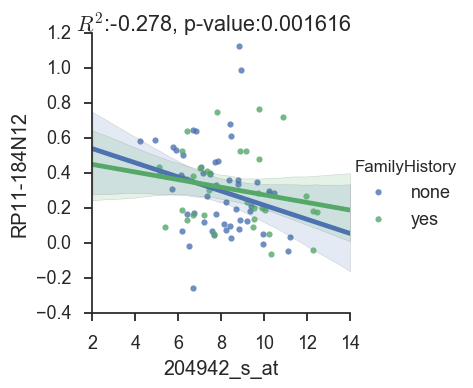 R²:-0.278, p-value:0.001616
1.2
1.0
0.8
0.6
0.4
0.2
0.0
−0.2
−0.4
RP11-184N12
2 4 6 8 10 12 14
204942_s_at
FamilyHistory
none
yes